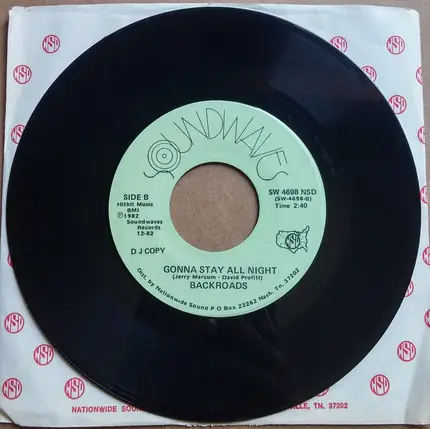 SOUNDWAVES
SIDE B
Hitkit Music
BMI
Ⓟ1982
Soundwaves
Records
12-82
D J COPY
SW 4698 NSD
(SW-4698-B)
Time 2:40
NSD
GONNA STAY ALL NIGHT
(Jerry Marcum - David Profitt)
BACKROADS
Dist. by Nationwide Sound P O Box 23262 Nash. Tn. 37202
NSD
NATIONWIDE SOUN
VILLE, TN. 37202